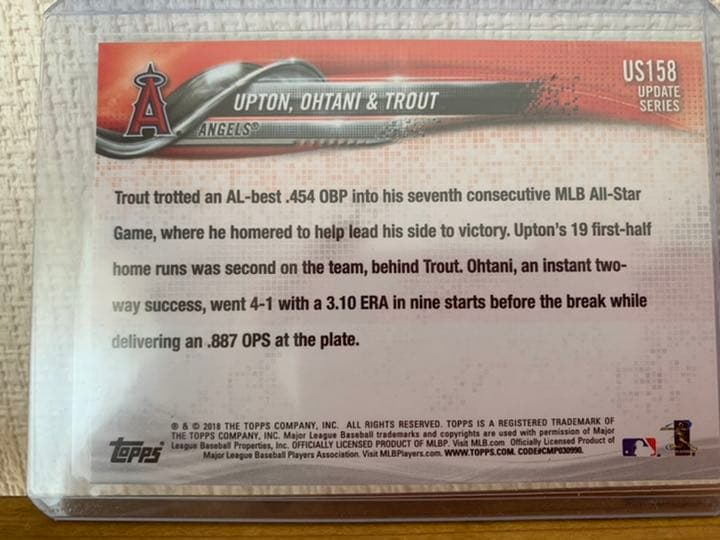 A
UPTON, OHTANI & TROUT
ANGELS®
US158
UPDATE
SERIES
Trout trotted an AL-best .454 OBP into his seventh consecutive MLB All-Star
Game, where he homered to help lead his side to victory. Upton's 19 first-half
home runs was second on the team, behind Trout. Ohtani, an instant two-
way success, went 4-1 with a 3.10 ERA in nine starts before the break while
delivering an .887 OPS at the plate.
® & © 2018 THE TOPPS COMPANY, INC. ALL RIGHTS RESERVED. TOPPS IS A REGISTERED TRADEMARK OF
THE TOPPS COMPANY, INC. Major League Baseball trademarks and copyrights are used with permission of Major
League Baseball Properties, Inc. OFFICIALLY LICENSED PRODUCT OF MLBP. Visit MLB.com Officially Licensed Product of
Major League Baseball Players Association. Visit MLBPlayers.com. WWW.TOPPS.COM. CODE#CMP030990.
Topps